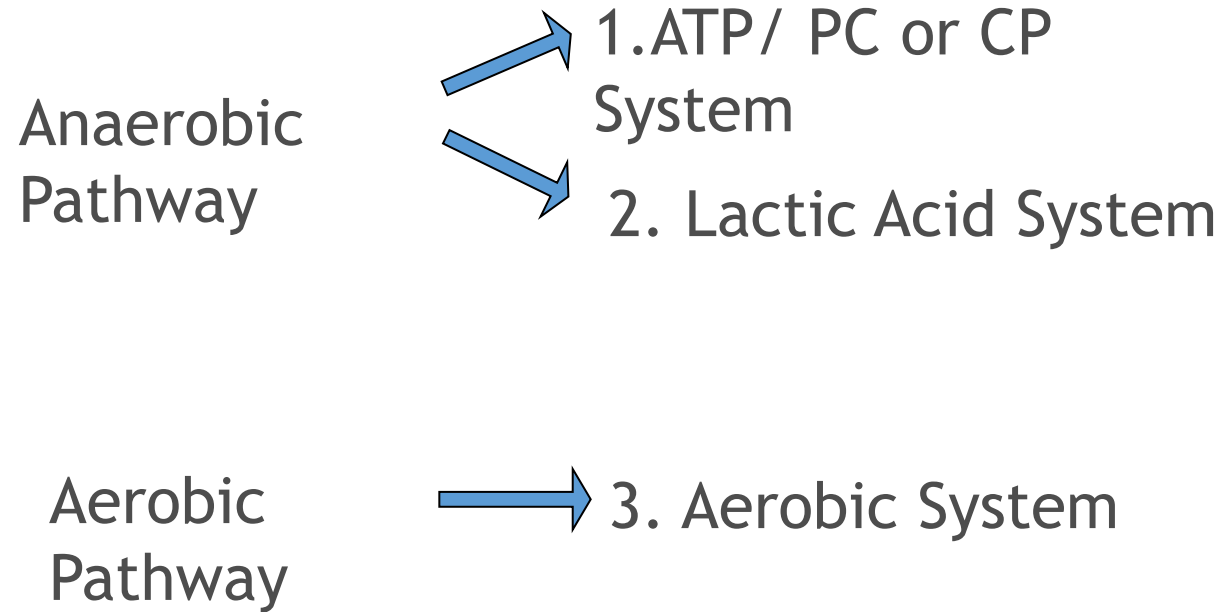 Anaerobic
Pathway
1.ATP/ PC or CP
System
2. Lactic Acid System
Aerobic
Pathway
3. Aerobic System